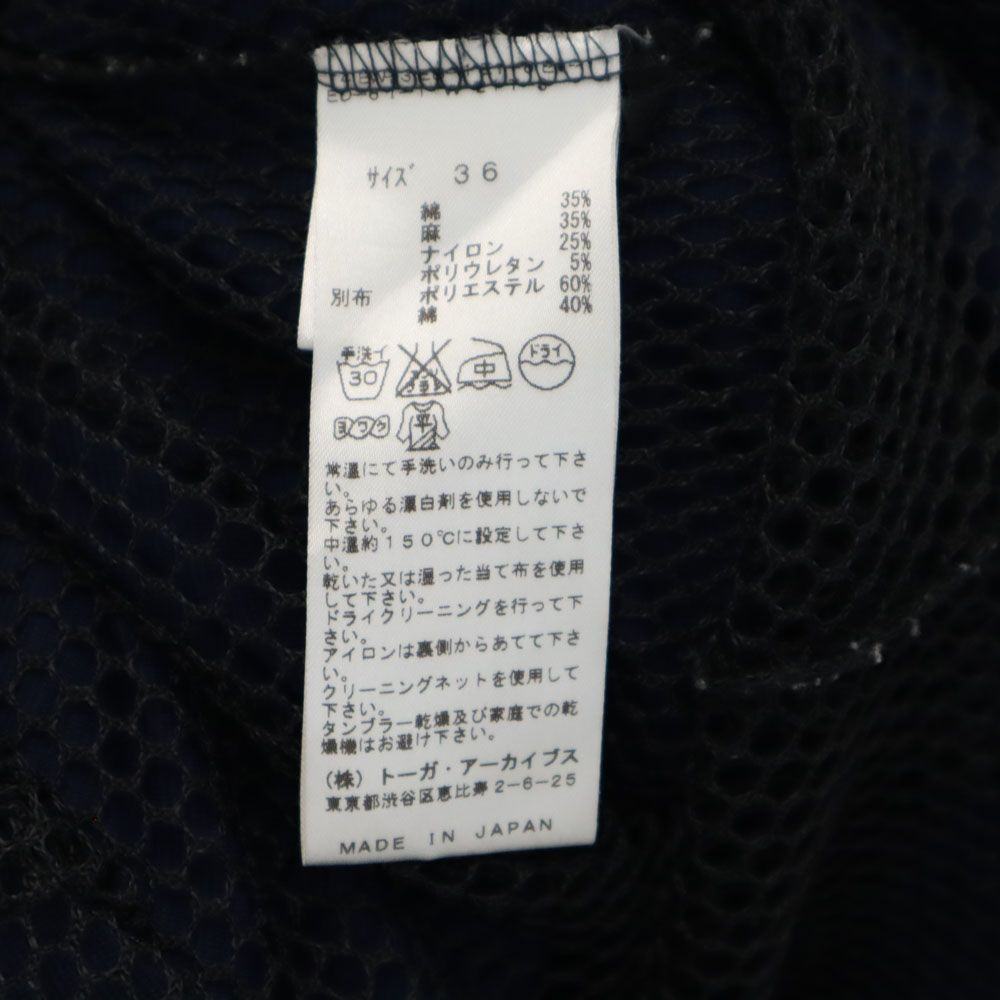 サイズ 36
綿 35%
麻 35%
ナイロン 25%
ポリウレタン 5%
別布 ポリエステル 60%
綿 40%
手洗イ 中 ドライ
30
ヨワク 平
常温にて手洗いのみ行って下さ
い。
あらゆる漂白剤を使用しないで
下さい。
中温約150℃に設定して下さ
い。
乾いた又は湿った当て布を使用
して下さい。
ドライクリーニングを行って下
さい。
アイロンは裏側からあてて下さ
い。
クリーニングネットを使用して
下さい。
タンブラー乾燥及び家庭での乾
燥機はお避け下さい。
(株)トーガ・アーカイブス
東京都渋谷区恵比寿2-6-25
MADE IN JAPAN